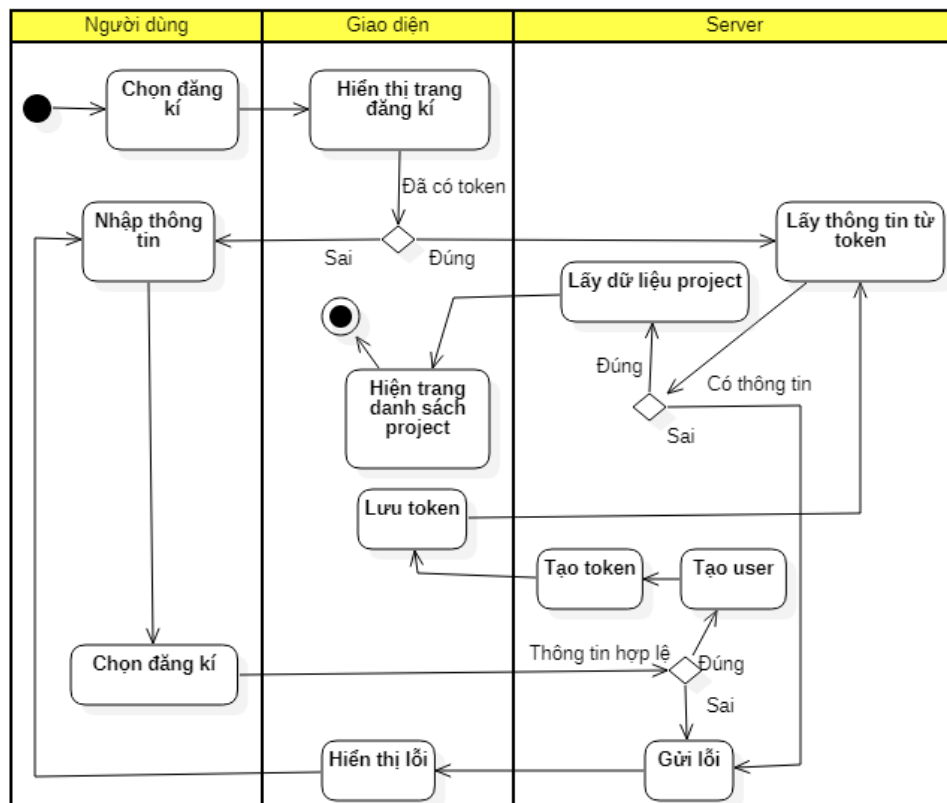 Người dùng
Giao diện
Server
Chọn đăng
kí
Hiển thị trang
đăng kí
Đã có token
Nhập thông
tin
Sai
Đúng
Lấy thông tin từ
token
Lấy dữ liệu project
Đúng
Có thông tin
Sai
Hiện trang
danh sách
project
Lưu token
Tạo token
Tạo user
Thông tin hợp lệ
Đúng
Chọn đăng kí
Sai
Hiển thị lỗi
Gửi lỗi